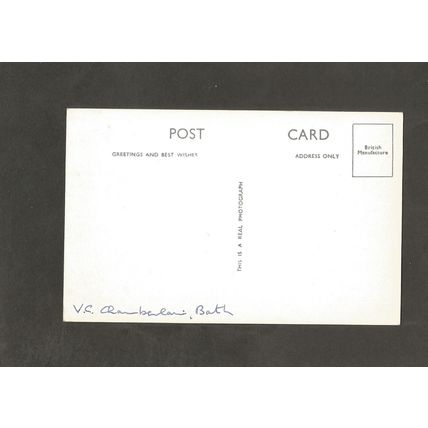 POST CARD
GREETINGS AND BEST WISHES
ADDRESS ONLY
British
Manufacture
THIS IS A REAL PHOTOGRAPH
V.C. Chamberlain, Bath